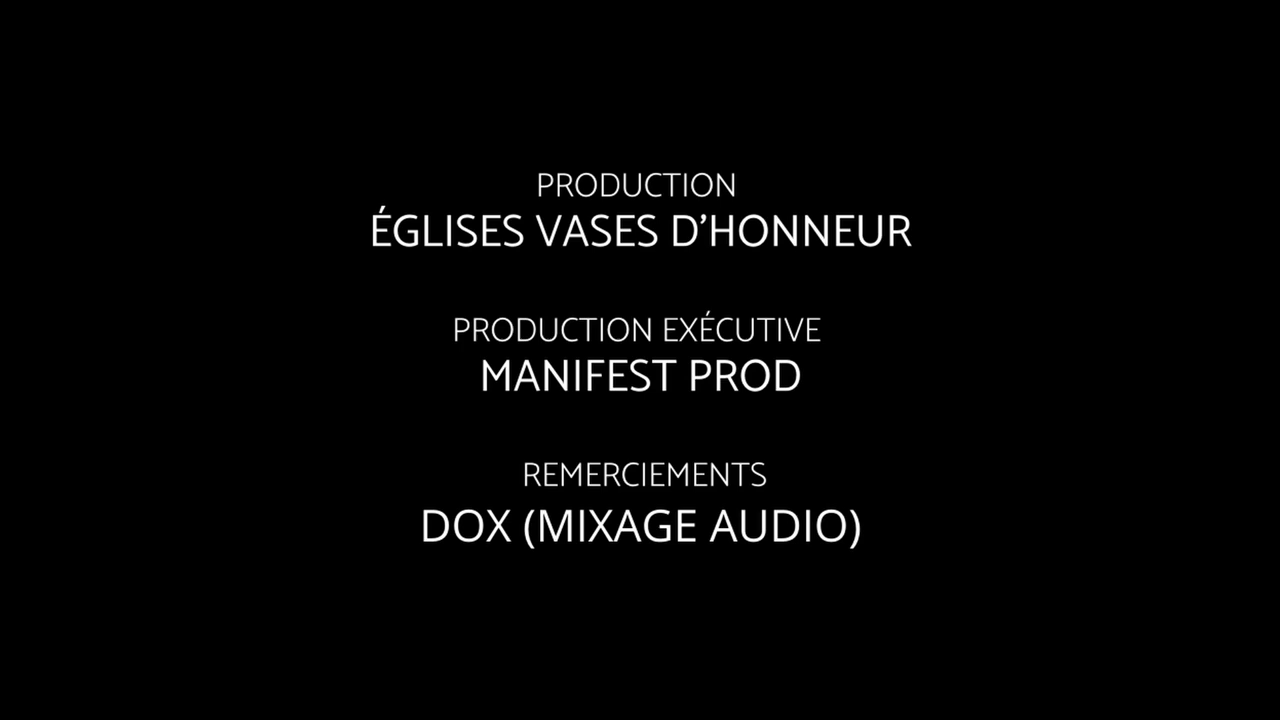 PRODUCTION
ÉGLISES VASES D’HONNEUR
PRODUCTION EXÉCUTIVE
MANIFEST PROD
REMERCIEMENTS
DOX (MIXAGE AUDIO)